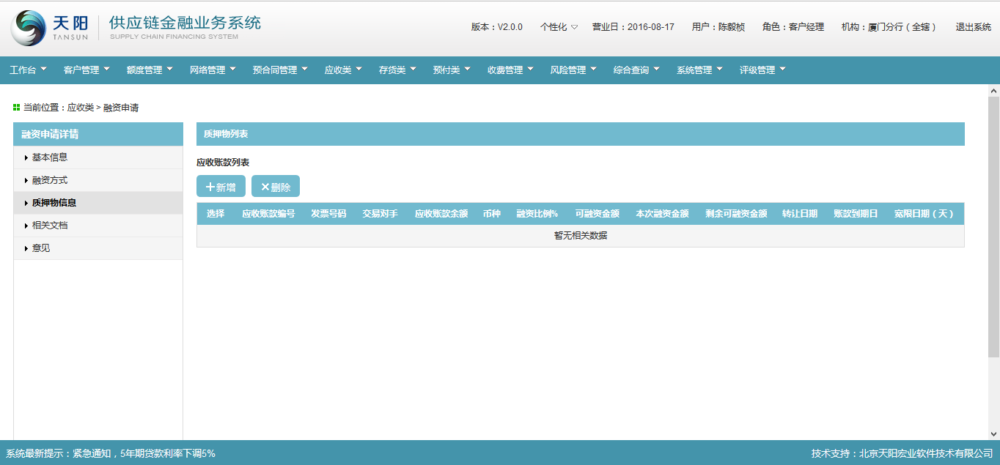 天阳 TANSUN 供应链金融业务系统
SUPPLY CHAIN FINANCING SYSTEM
版本：V2.0.0 个性化 营业日：2016-08-17 用户：陈毅桢 角色：客户经理 机构：厦门分行（全辖） 退出系统
工作台 客户管理 额度管理 网络管理 预合同管理 应收类 存货类 预付类 收费管理 风险管理 综合查询 系统管理 评级管理
当前位置：应收类 > 融资申请
融资申请详情
基本信息
融资方式
质押物信息
相关文档
意见
质押物列表
应收账款列表
新增 删除
选择 应收账款编号 发票号码 交易对手 应收账款余额 币种 融资比例% 可融资金额 本次融资金额 剩余可融资金额 转让日期 账款到期日 宽限日期（天）
暂无相关数据
系统最新提示：紧急通知，5年期贷款利率下调5% 技术支持：北京天阳宏业软件技术有限公司